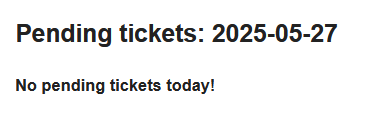 Pending tickets: 2025-05-27
No pending tickets today!